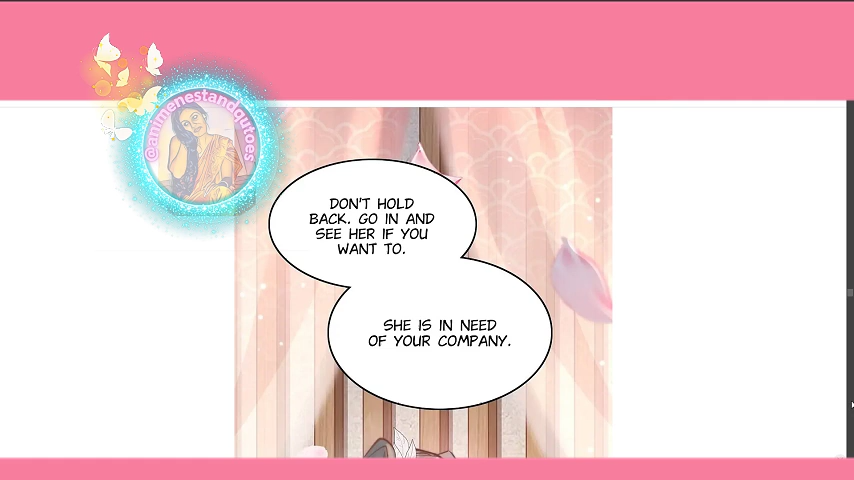 @animenestandqutoes
DON'T HOLD
BACK. GO IN AND
SEE HER IF YOU
WANT TO.
SHE IS IN NEED
OF YOUR COMPANY.